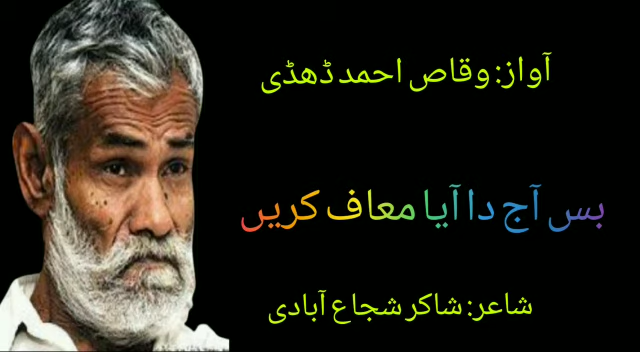 آواز: وقاص احمد ڈھڈی
بس آج دا آیا معاف کریں
شاعر: شاکر شجاع آبادی